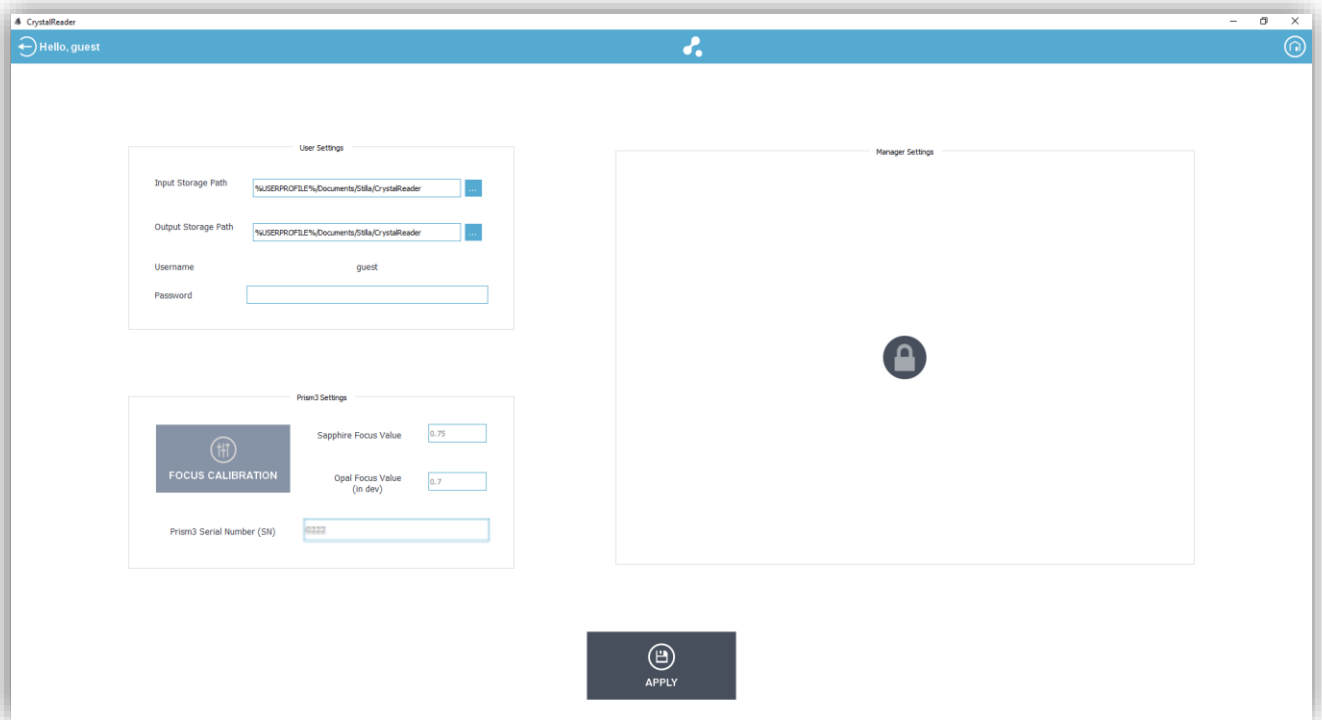 CrystalReader
Hello, guest
User Settings
Input Storage Path
%USERPROFILE%/Documents/Stilla/CrystalReader
...
Output Storage Path
%USERPROFILE%/Documents/Stilla/CrystalReader
...
Username
guest
Password
Prism3 Settings
FOCUS CALIBRATION
Sapphire Focus Value
0.75
Opal Focus Value
(in dev)
0.7
Prism3 Serial Number (SN)
Manager Settings
APPLY